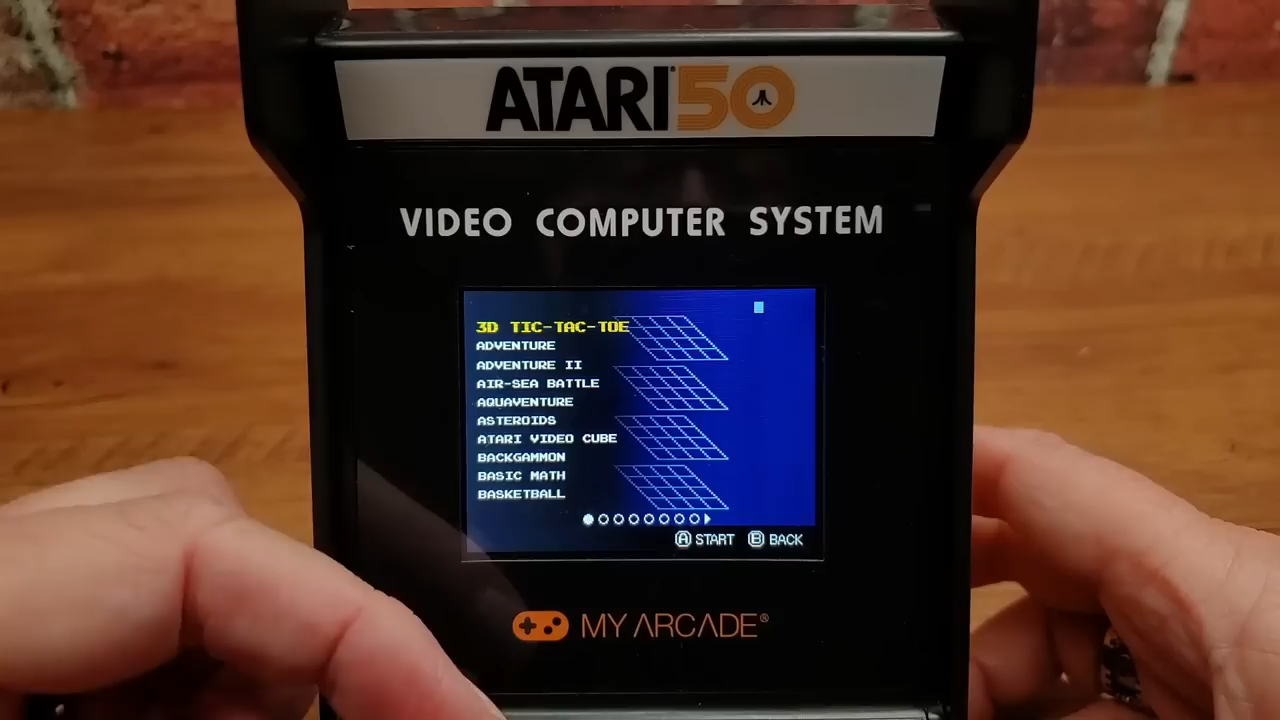 ATARI 50
VIDEO COMPUTER SYSTEM
3D TIC-TAC-TOE
ADVENTURE
ADVENTURE II
AIR-SEA BATTLE
AQUAVENTURE
ASTEROIDS
ATARI VIDEO CUBE
BACKGAMMON
BASIC MATH
BASKETBALL
A START B BACK
MY ARCADE®